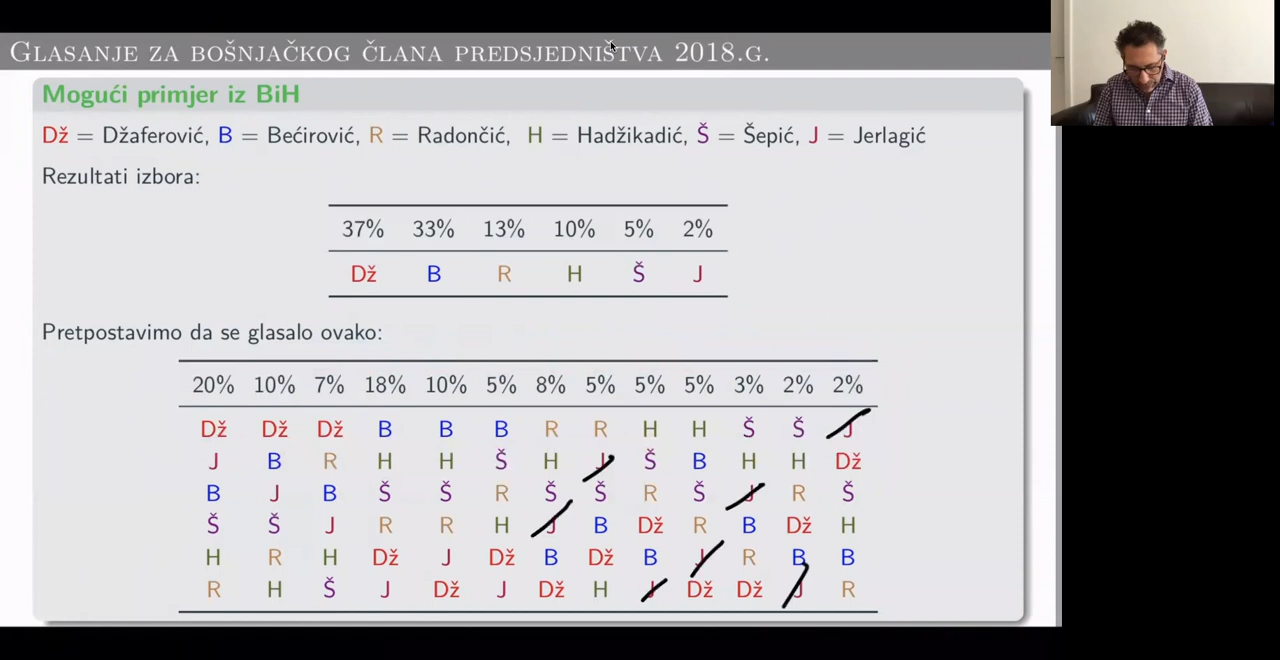 Glasanje za bošnjačkog člana predsjedništva 2018.g.
Mogući primjer iz BiH
Dž = Džaferović, B = Bećirović, R = Radončić, H = Hadžikadić, Š = Šepić, J = Jerlagić
Rezultati izbora:
37% 33% 13% 10% 5% 2%
Dž B R H Š J
Pretpostavimo da se glasalo ovako:
20% 10% 7% 18% 10% 5% 8% 5% 5% 5% 3% 2% 2%
Dž Dž Dž B B B R R H H Š Š J
J B R H H Š H J Š B H H Dž
B J B Š Š R Š Š R Š J R Š
Š Š J R R H J B Dž R B Dž H
H R H Dž J Dž B Dž B J R B B
R H Š J Dž J Dž H J Dž Dž J R